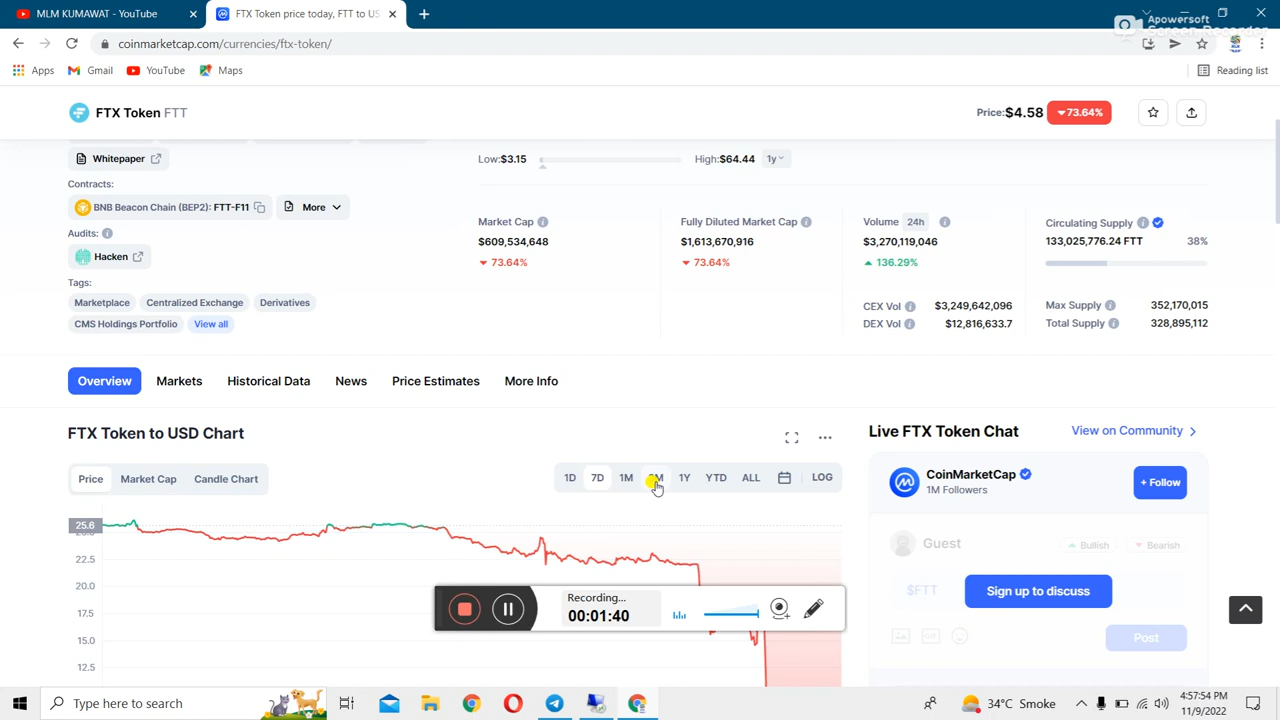 MLM KUMAWAT - YouTube
FTX Token price today, FTT to US
Apowersoft
Screen Recorder
coinmarketcap.com/currencies/ftx-token/
Apps Gmail YouTube Maps Reading list
FTX Token FTT
Price:$4.58 73.64%
Whitepaper
Low:$3.15 High:$64.44 1y
Contracts:
BNB Beacon Chain (BEP2): FTT-F11 More
Audits:
Hacken
Tags:
Marketplace Centralized Exchange Derivatives
CMS Holdings Portfolio View all
Market Cap
$609,534,648
73.64%
Fully Diluted Market Cap
$1,613,670,916
73.64%
Volume 24h
$3,270,119,046
136.29%
CEX Vol $3,249,642,096
DEX Vol $12,816,633.7
Circulating Supply
133,025,776.24 FTT 38%
Max Supply 352,170,015
Total Supply 328,895,112
Overview Markets Historical Data News Price Estimates More Info
FTX Token to USD Chart
Price Market Cap Candle Chart
1D 7D 1M 1Y YTD ALL LOG
25.6
22.5
20.0
17.5
15.0
12.5
Recording...
00:01:40
Live FTX Token Chat
View on Community
CoinMarketCap
1M Followers
+ Follow
Guest
Bullish Bearish
$FTT
Sign up to discuss
GIF
Post
Type here to search
34°C Smoke
4:57:54 PM
11/9/2022